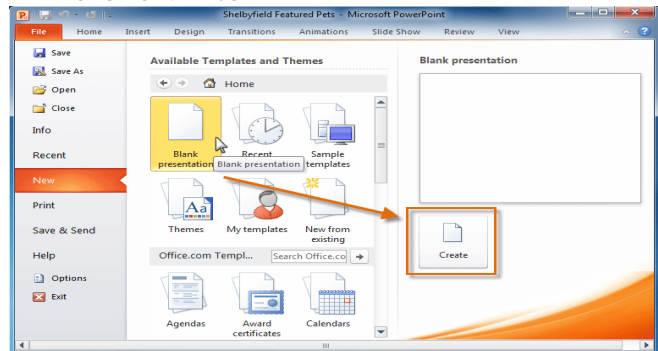 Shelbyfield Featured Pets - Microsoft PowerPoint
File Home Insert Design Transitions Animations Slide Show Review View
Save
Save As
Open
Close
Info
Recent
New
Print
Save & Send
Help
Options
Exit
Available Templates and Themes
Home
Blank presentation
Recent
Sample templates
Blank presentation
Themes
My templates
New from existing
Office.com Templ... Search Office.co
Agendas
Award certificates
Calendars
Blank presentation
Create